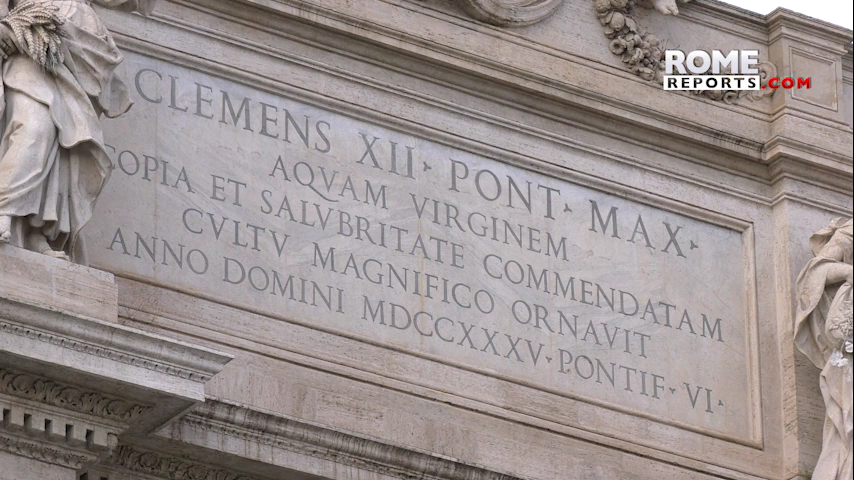 ROME
REPORTS.COM
CLEMENS XII · PONT · MAX ·
AQVAM VIRGINEM
COPIA ET SALVBRITATE COMMENDATAM
CVLTV MAGNIFICO ORNAVIT
ANNO DOMINI MDCCXXXV · PONTIF · VI ·